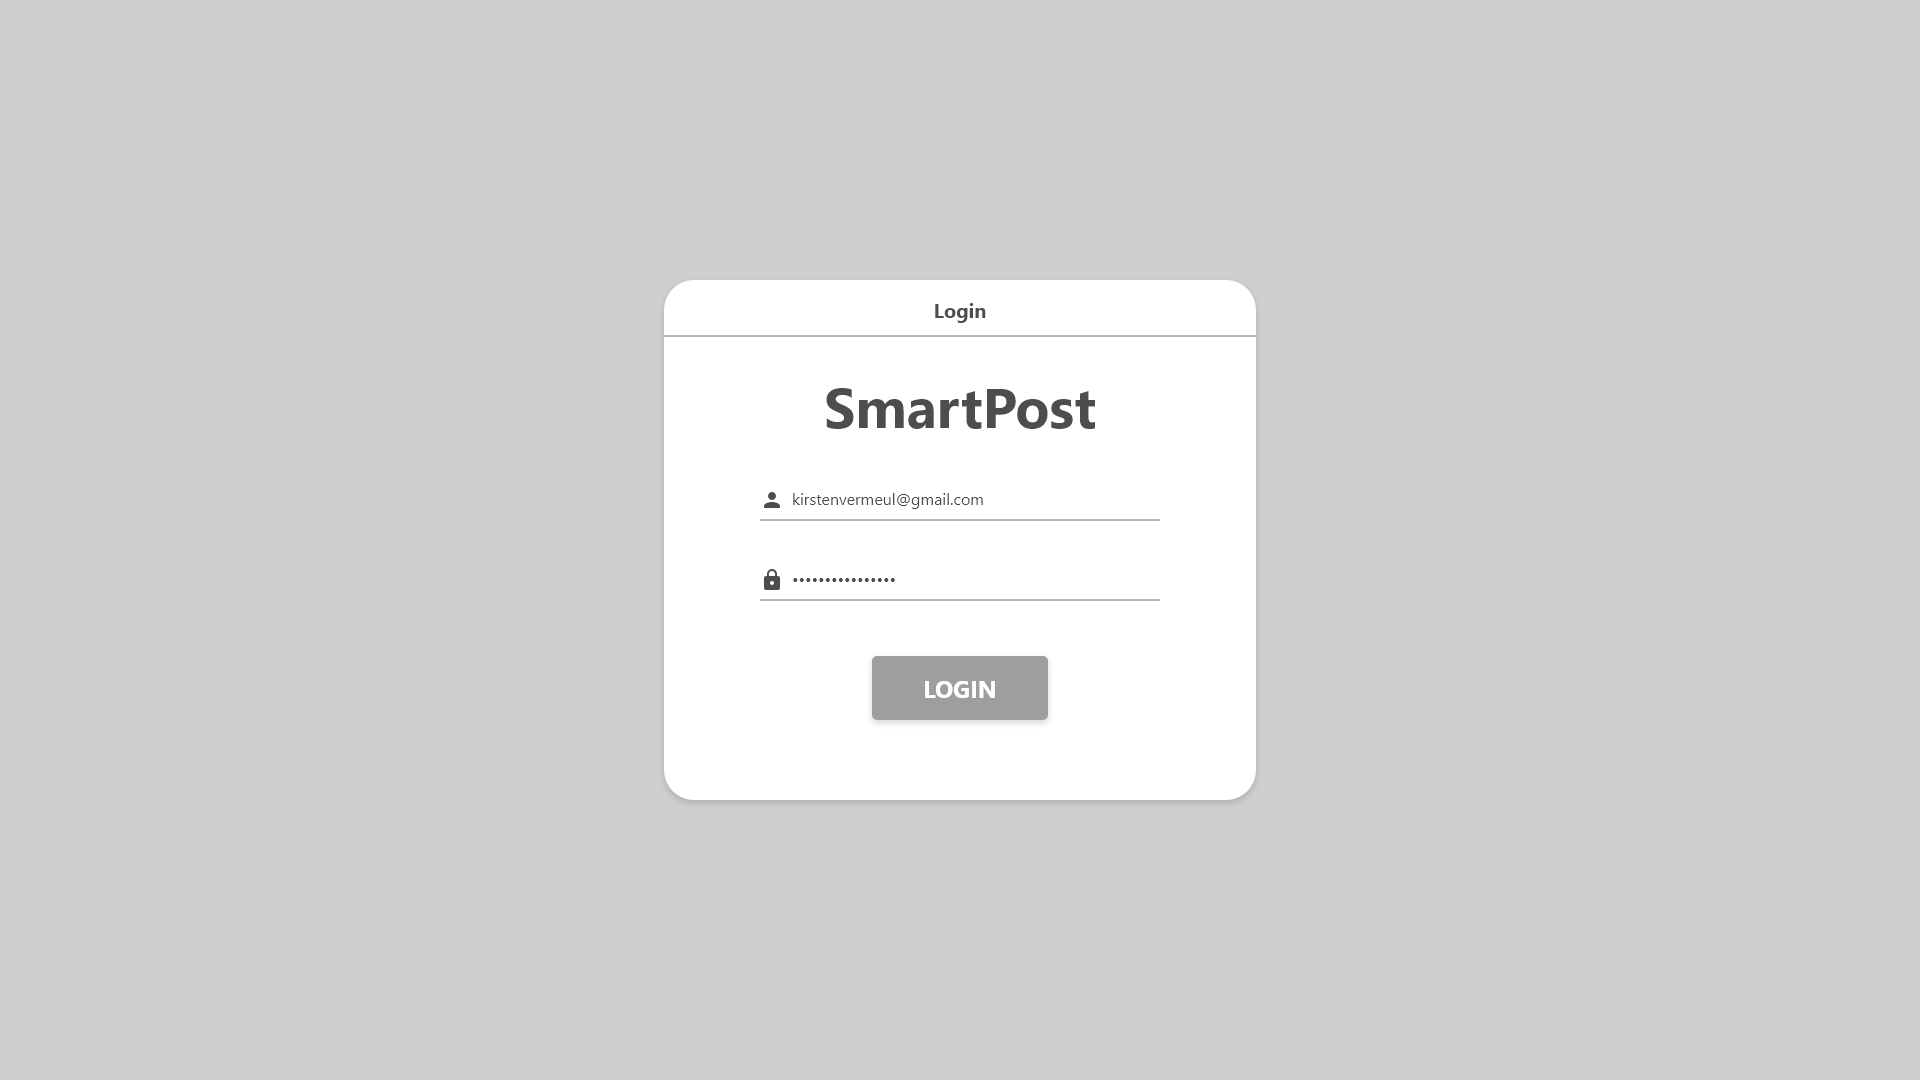 Login
SmartPost
kirstenvermeul@gmail.com
••••••••••••••••
LOGIN